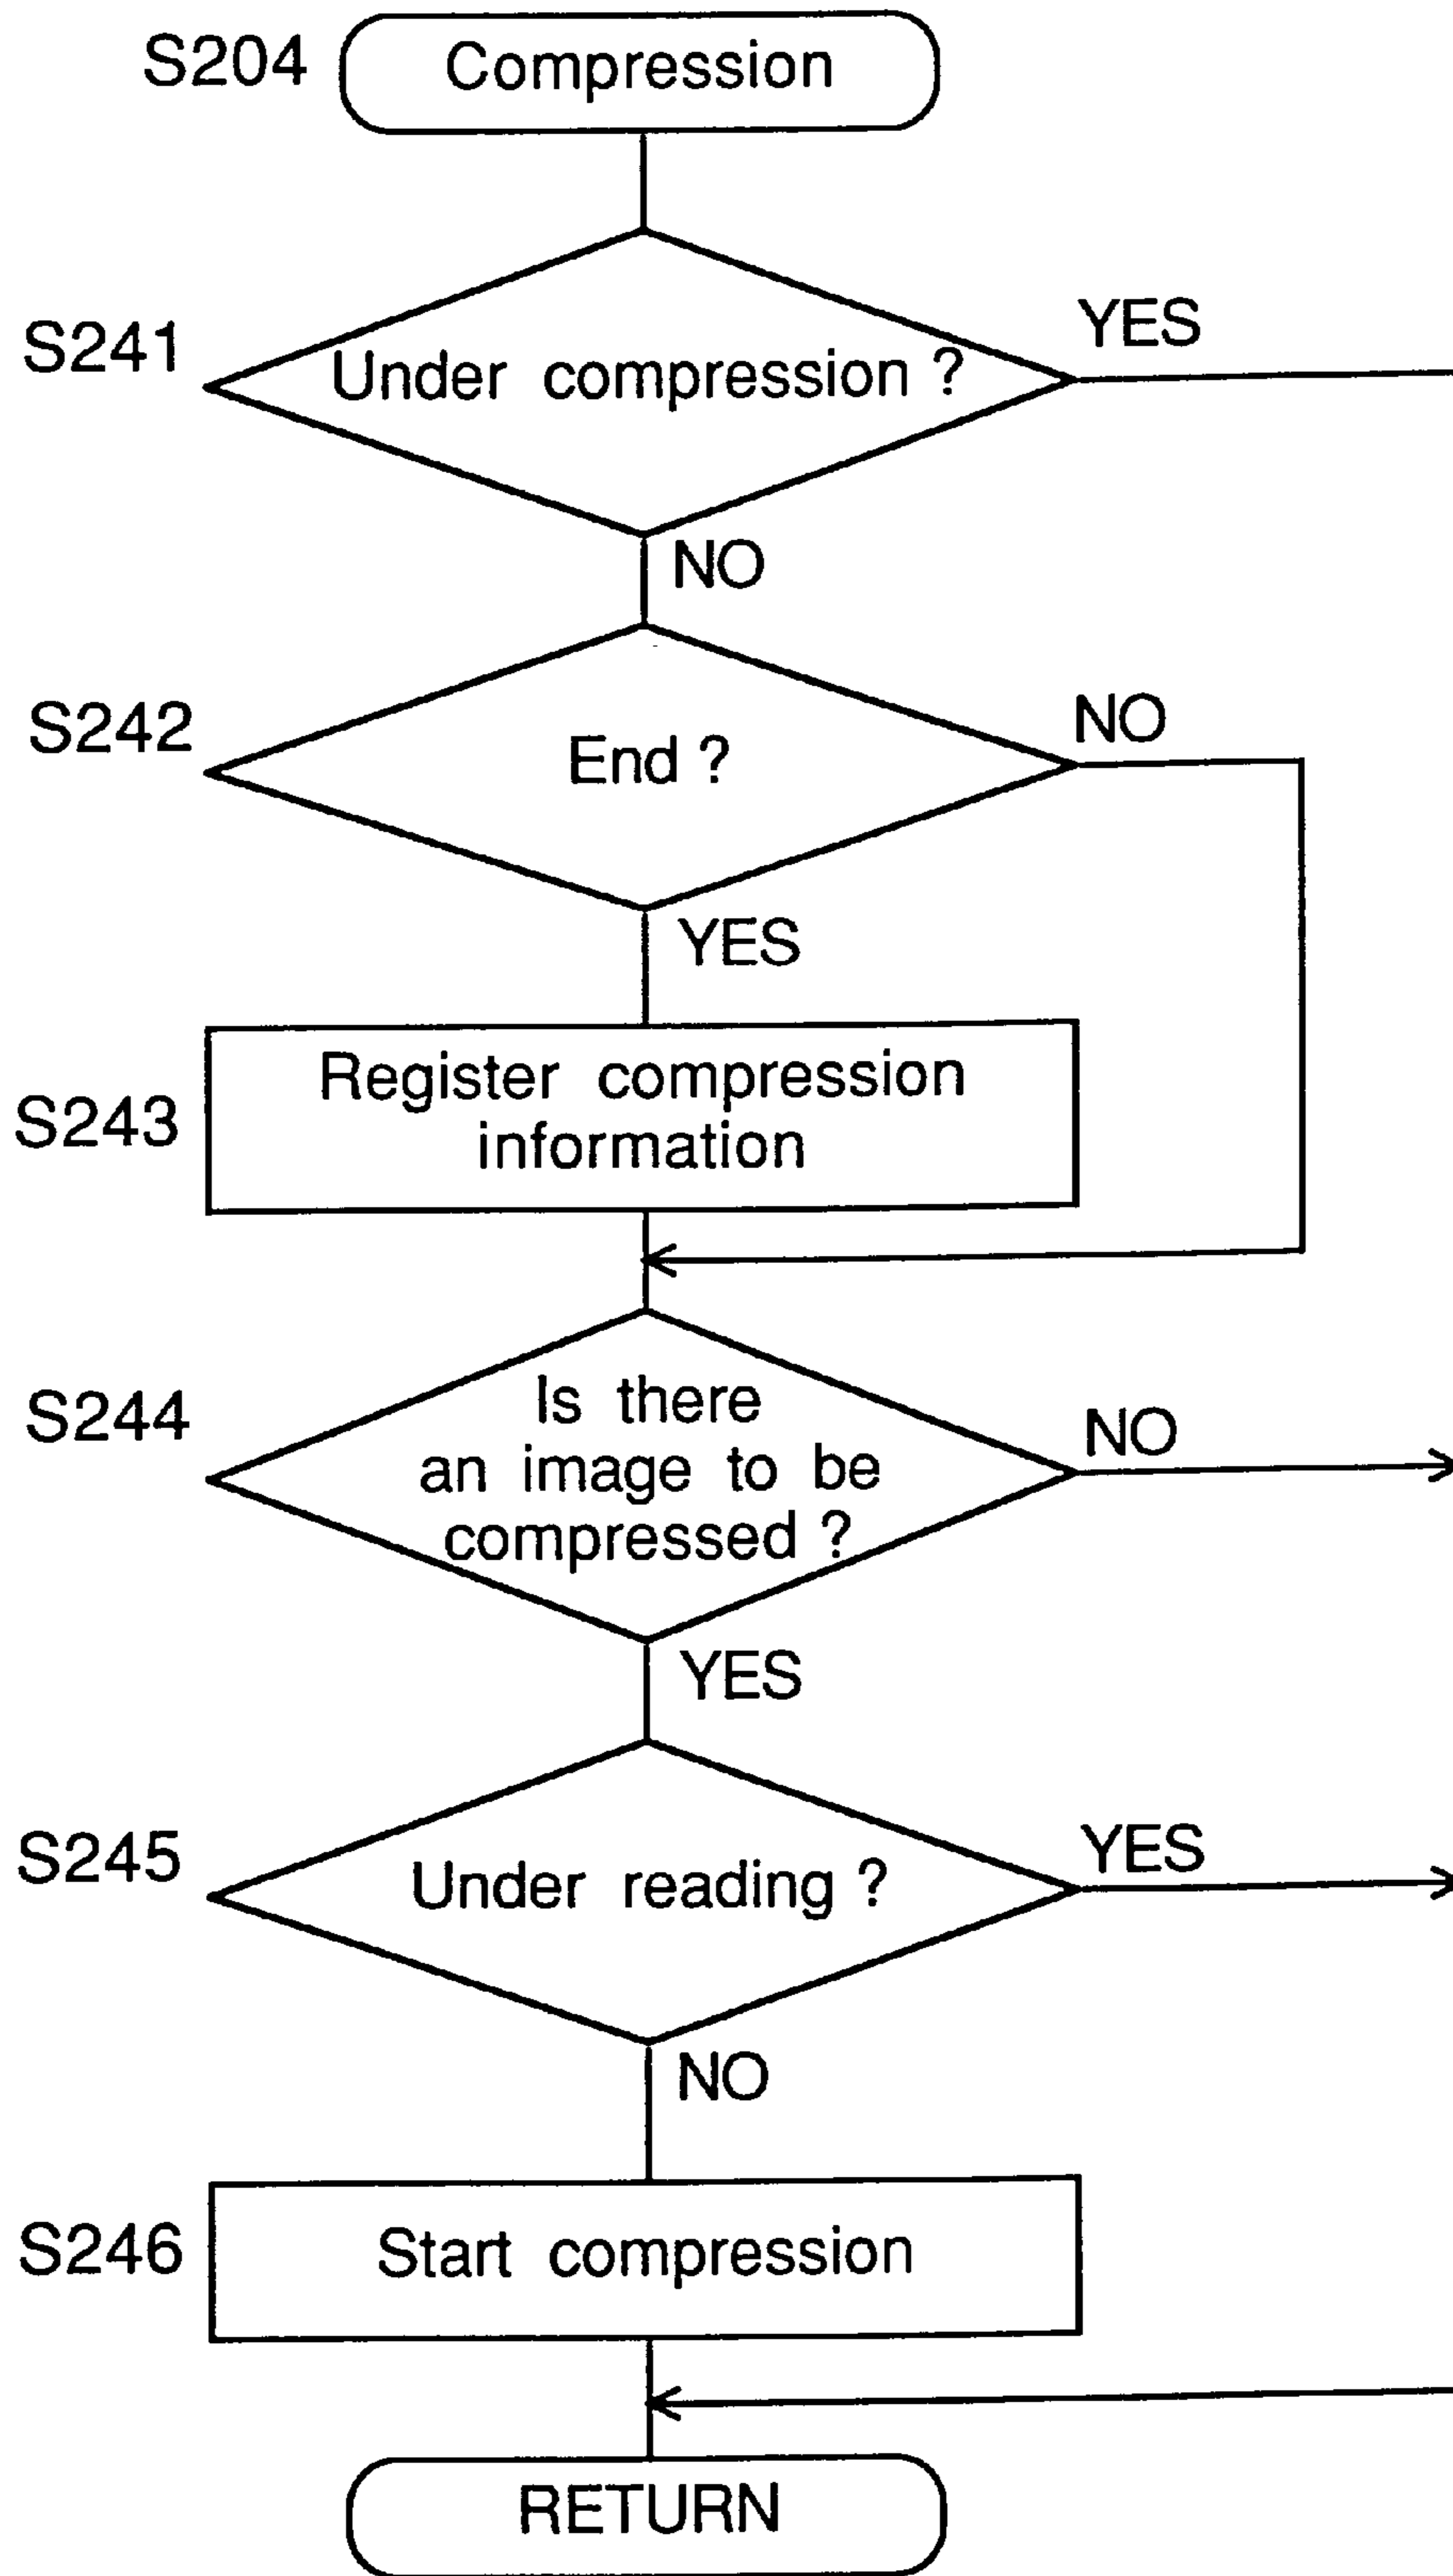 S204 Compression
S241 Under compression ? YES
NO
S242 End ? NO
YES
S243 Register compression
information
S244 Is there
an image to be
compressed ? NO
YES
S245 Under reading ? YES
NO
S246 Start compression
RETURN